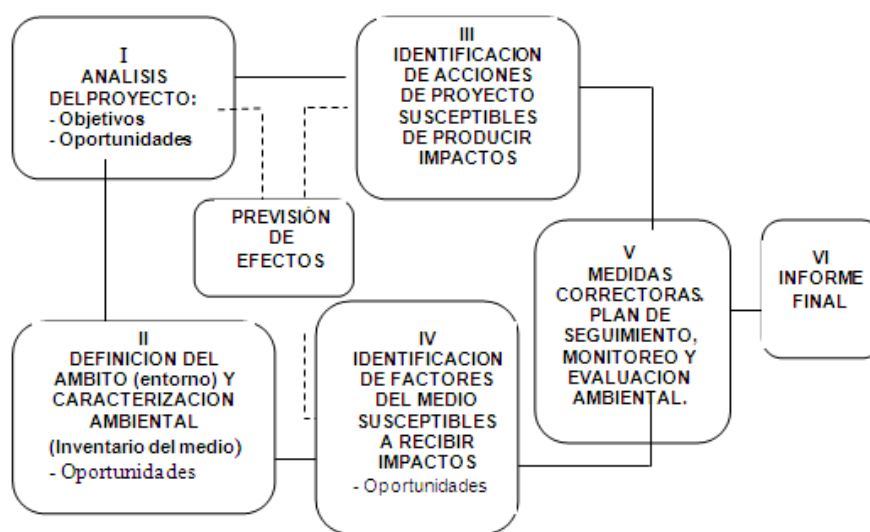 I
ANALISIS
DELPROYECTO:
- Objetivos
- Oportunidades
III
IDENTIFICACION
DE ACCIONES
DE PROYECTO
SUSCEPTIBLES
DE PRODUCIR
IMPACTOS
PREVISIÓN
DE
EFECTOS
II
DEFINICION DEL
AMBITO (entorno) Y
CARACTERIZACIÓN
AMBIENTAL
(Inventario del medio)
- Oportunidades
IV
IDENTIFICACION
DE FACTORES
DEL MEDIO
SUSCEPTIBLES
A RECIBIR
IMPACTOS
- Oportunidades
V
MEDIDAS
CORRECTORAS.
PLAN DE
SEGUIMIENTO,
MONITOREO Y
EVALUACION
AMBIENTAL.
VI
INFORME
FINAL